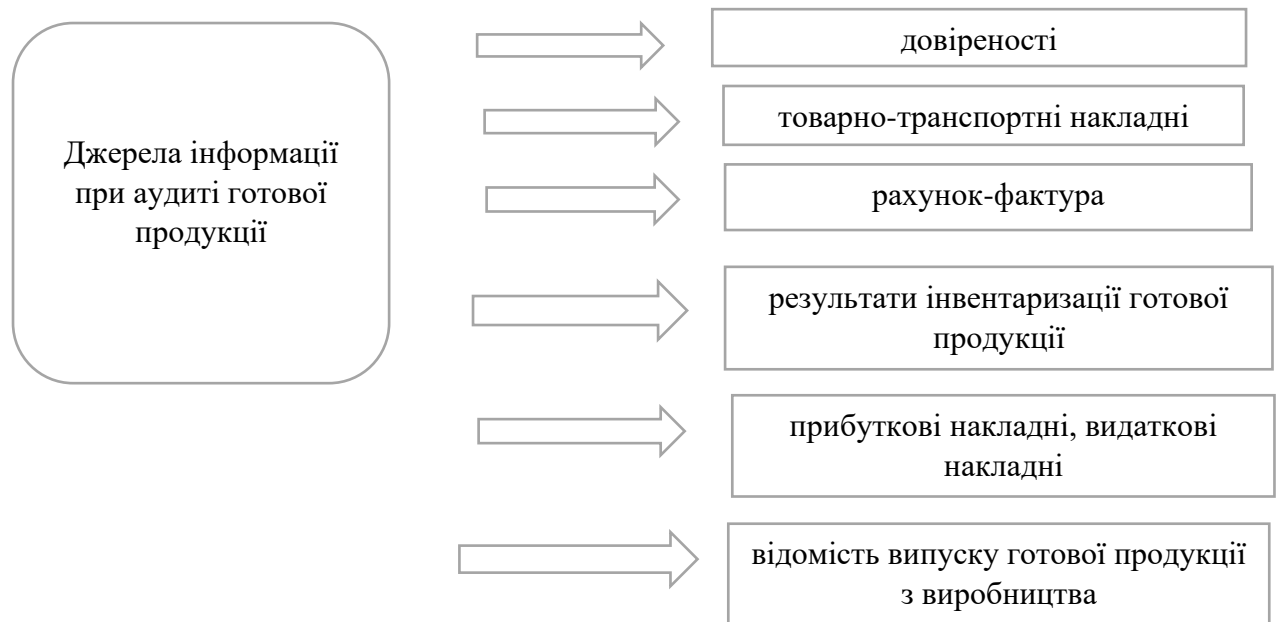 Джерела інформації
при аудиті готової
продукції
довіреності
товарно-транспортні накладні
рахунок-фактура
результати інвентаризації готової
продукції
прибуткові накладні, видаткові
накладні
відомість випуску готової продукції
з виробництва